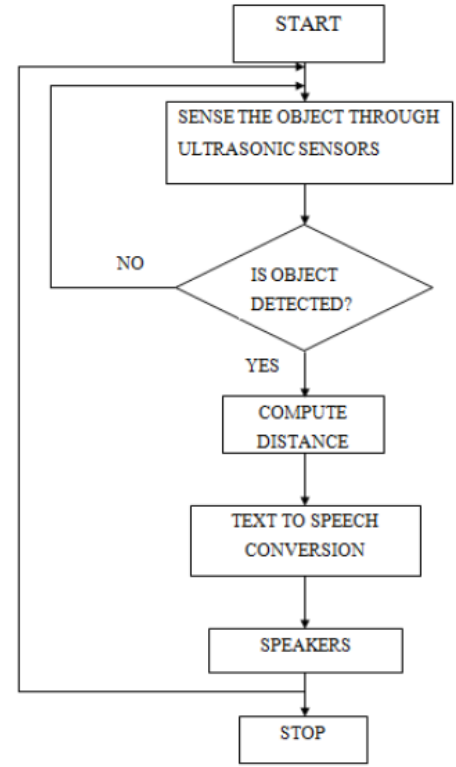 START
SENSE THE OBJECT THROUGH
ULTRASONIC SENSORS
NO
IS OBJECT
DETECTED?
YES
COMPUTE
DISTANCE
TEXT TO SPEECH
CONVERSION
SPEAKERS
STOP